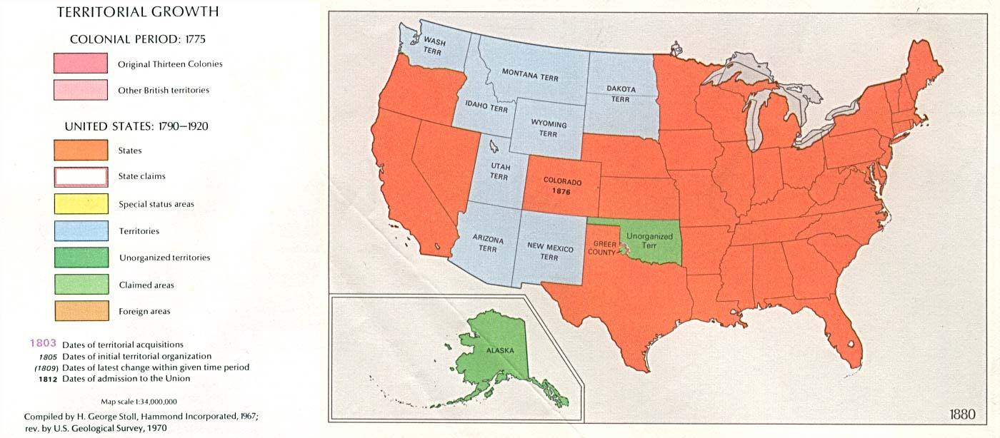 TERRITORIAL GROWTH
COLONIAL PERIOD: 1775
Original Thirteen Colonies
Other British territories
UNITED STATES: 1790–1920
States
State claims
Special status areas
Territories
Unorganized territories
Claimed areas
Foreign areas
1803 Dates of territorial acquisitions
1805 Dates of initial territorial organization
(1809) Dates of latest change within given time period
1812 Dates of admission to the Union
Map scale 1:34,000,000
Compiled by H. George Stoll, Hammond Incorporated, 1967;
rev. by U.S. Geological Survey, 1970
WASH
TERR
MONTANA TERR
DAKOTA
TERR
IDAHO TERR
WYOMING
TERR
UTAH
TERR
COLORADO
1876
ARIZONA
TERR
NEW MEXICO
TERR
GREER
COUNTY
Unorganized
Terr
ALASKA
1880